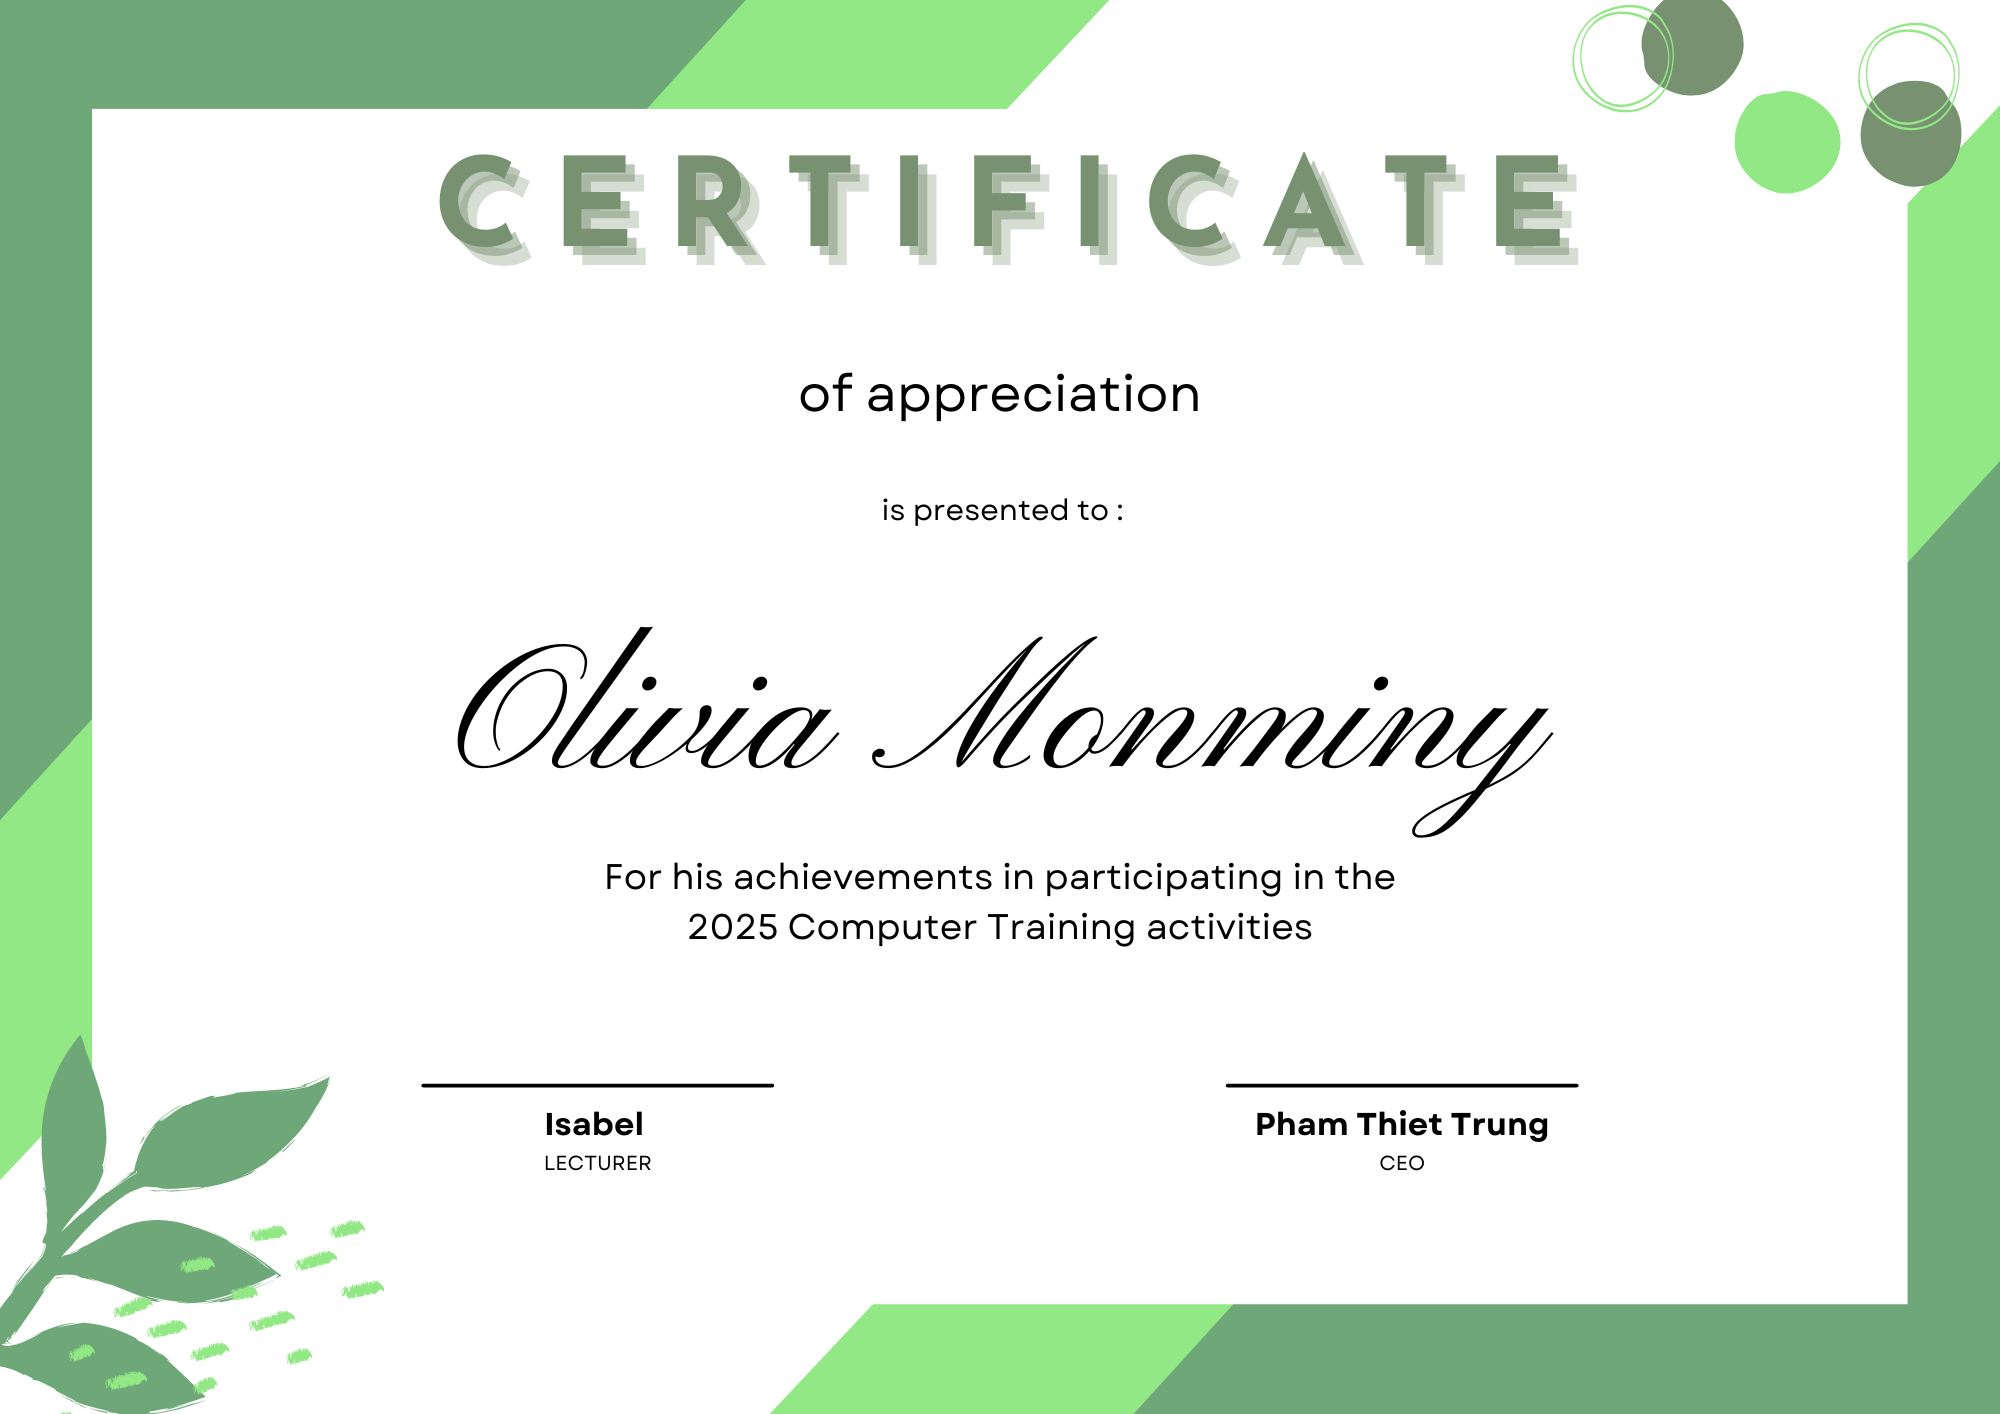 CERTIFICATE
of appreciation
is presented to :
Olivia Monminy
For his achievements in participating in the
2025 Computer Training activities
Isabel
LECTURER
Pham Thiet Trung
CEO